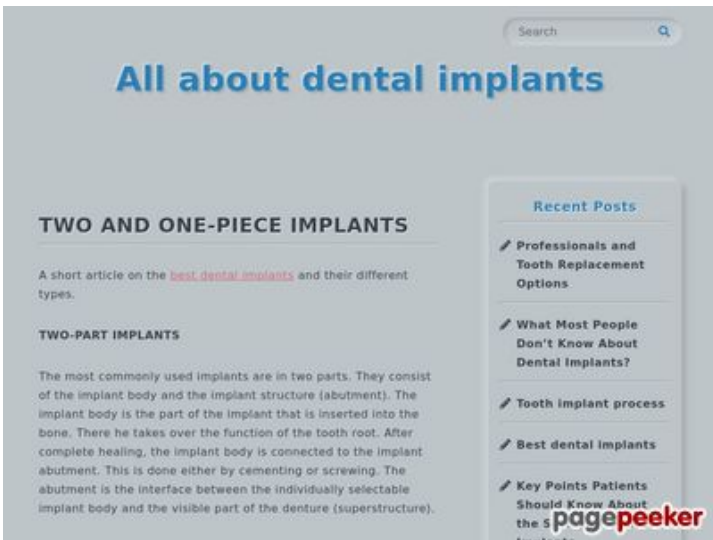 Search
All about dental implants
TWO AND ONE-PIECE IMPLANTS
A short article on the best dental implants and their different
types.
TWO-PART IMPLANTS
The most commonly used implants are in two parts. They consist
of the implant body and the implant structure (abutment). The
implant body is the part of the implant that is inserted into the
bone. There he takes over the function of the tooth root. After
complete healing, the implant body is connected to the implant
abutment. This is done either by cementing or screwing. The
abutment is the interface between the individually selectable
implant body and the visible part of the denture (superstructure).
Recent Posts
Professionals and
Tooth Replacement
Options
What Most People
Don't Know About
Dental Implants?
Tooth implant process
Best dental implants
Key Points Patients
Should Know About
the
pagepeeker